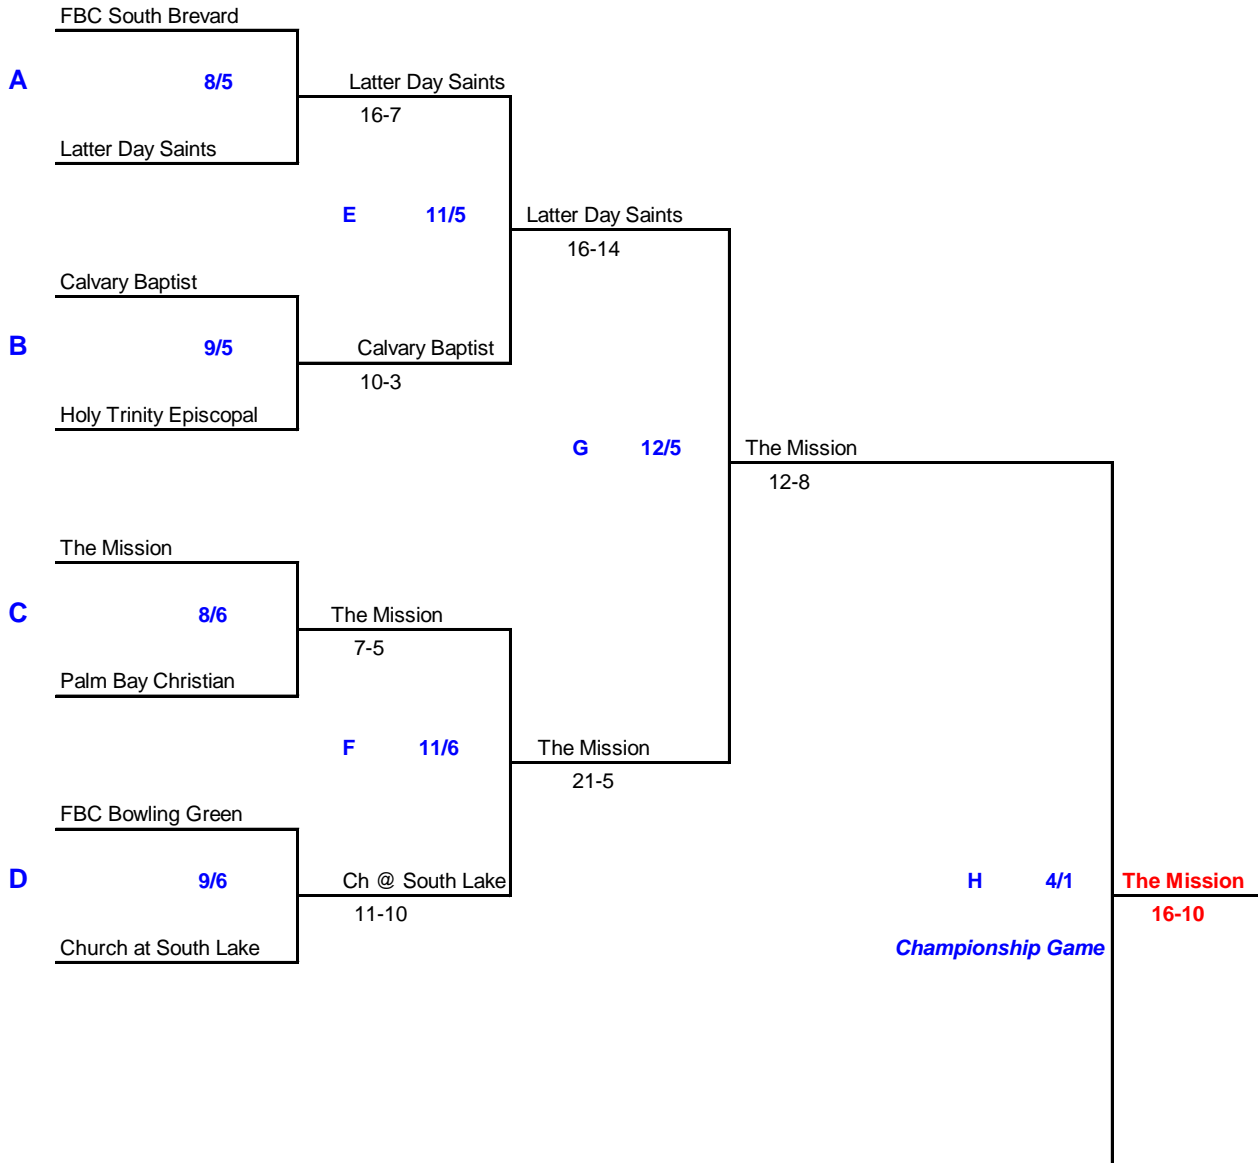 FBC South Brevard
A 8/5 Latter Day Saints
16-7
Latter Day Saints
E 11/5 Latter Day Saints
16-14
Calvary Baptist
B 9/5 Calvary Baptist
10-3
Holy Trinity Episcopal
G 12/5 The Mission
12-8
The Mission
C 8/6 The Mission
7-5
Palm Bay Christian
F 11/6 The Mission
21-5
FBC Bowling Green
D 9/6 Ch @ South Lake H 4/1 The Mission
11-10 16-10
Church at South Lake Championship Game